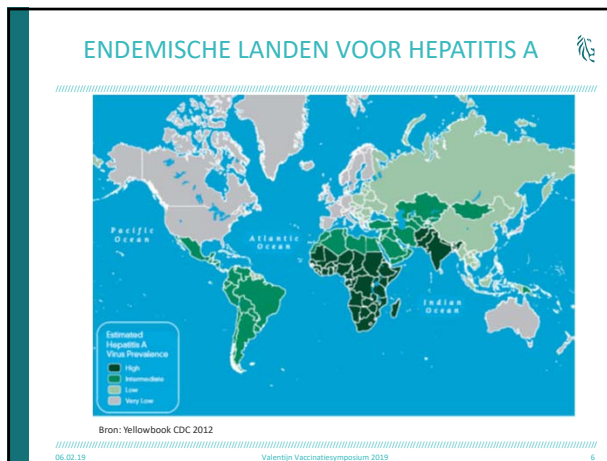 ENDEMISCHE LANDEN VOOR HEPATITIS A
Pacific
Ocean
Atlantic
Ocean
Indian
Ocean
Estimated
Hepatitis A
Virus Prevalence
High
Intermediate
Low
Very Low
Bron: Yellowbook CDC 2012
06.02.19
Valentijn Vaccinatiesymposium 2019
6